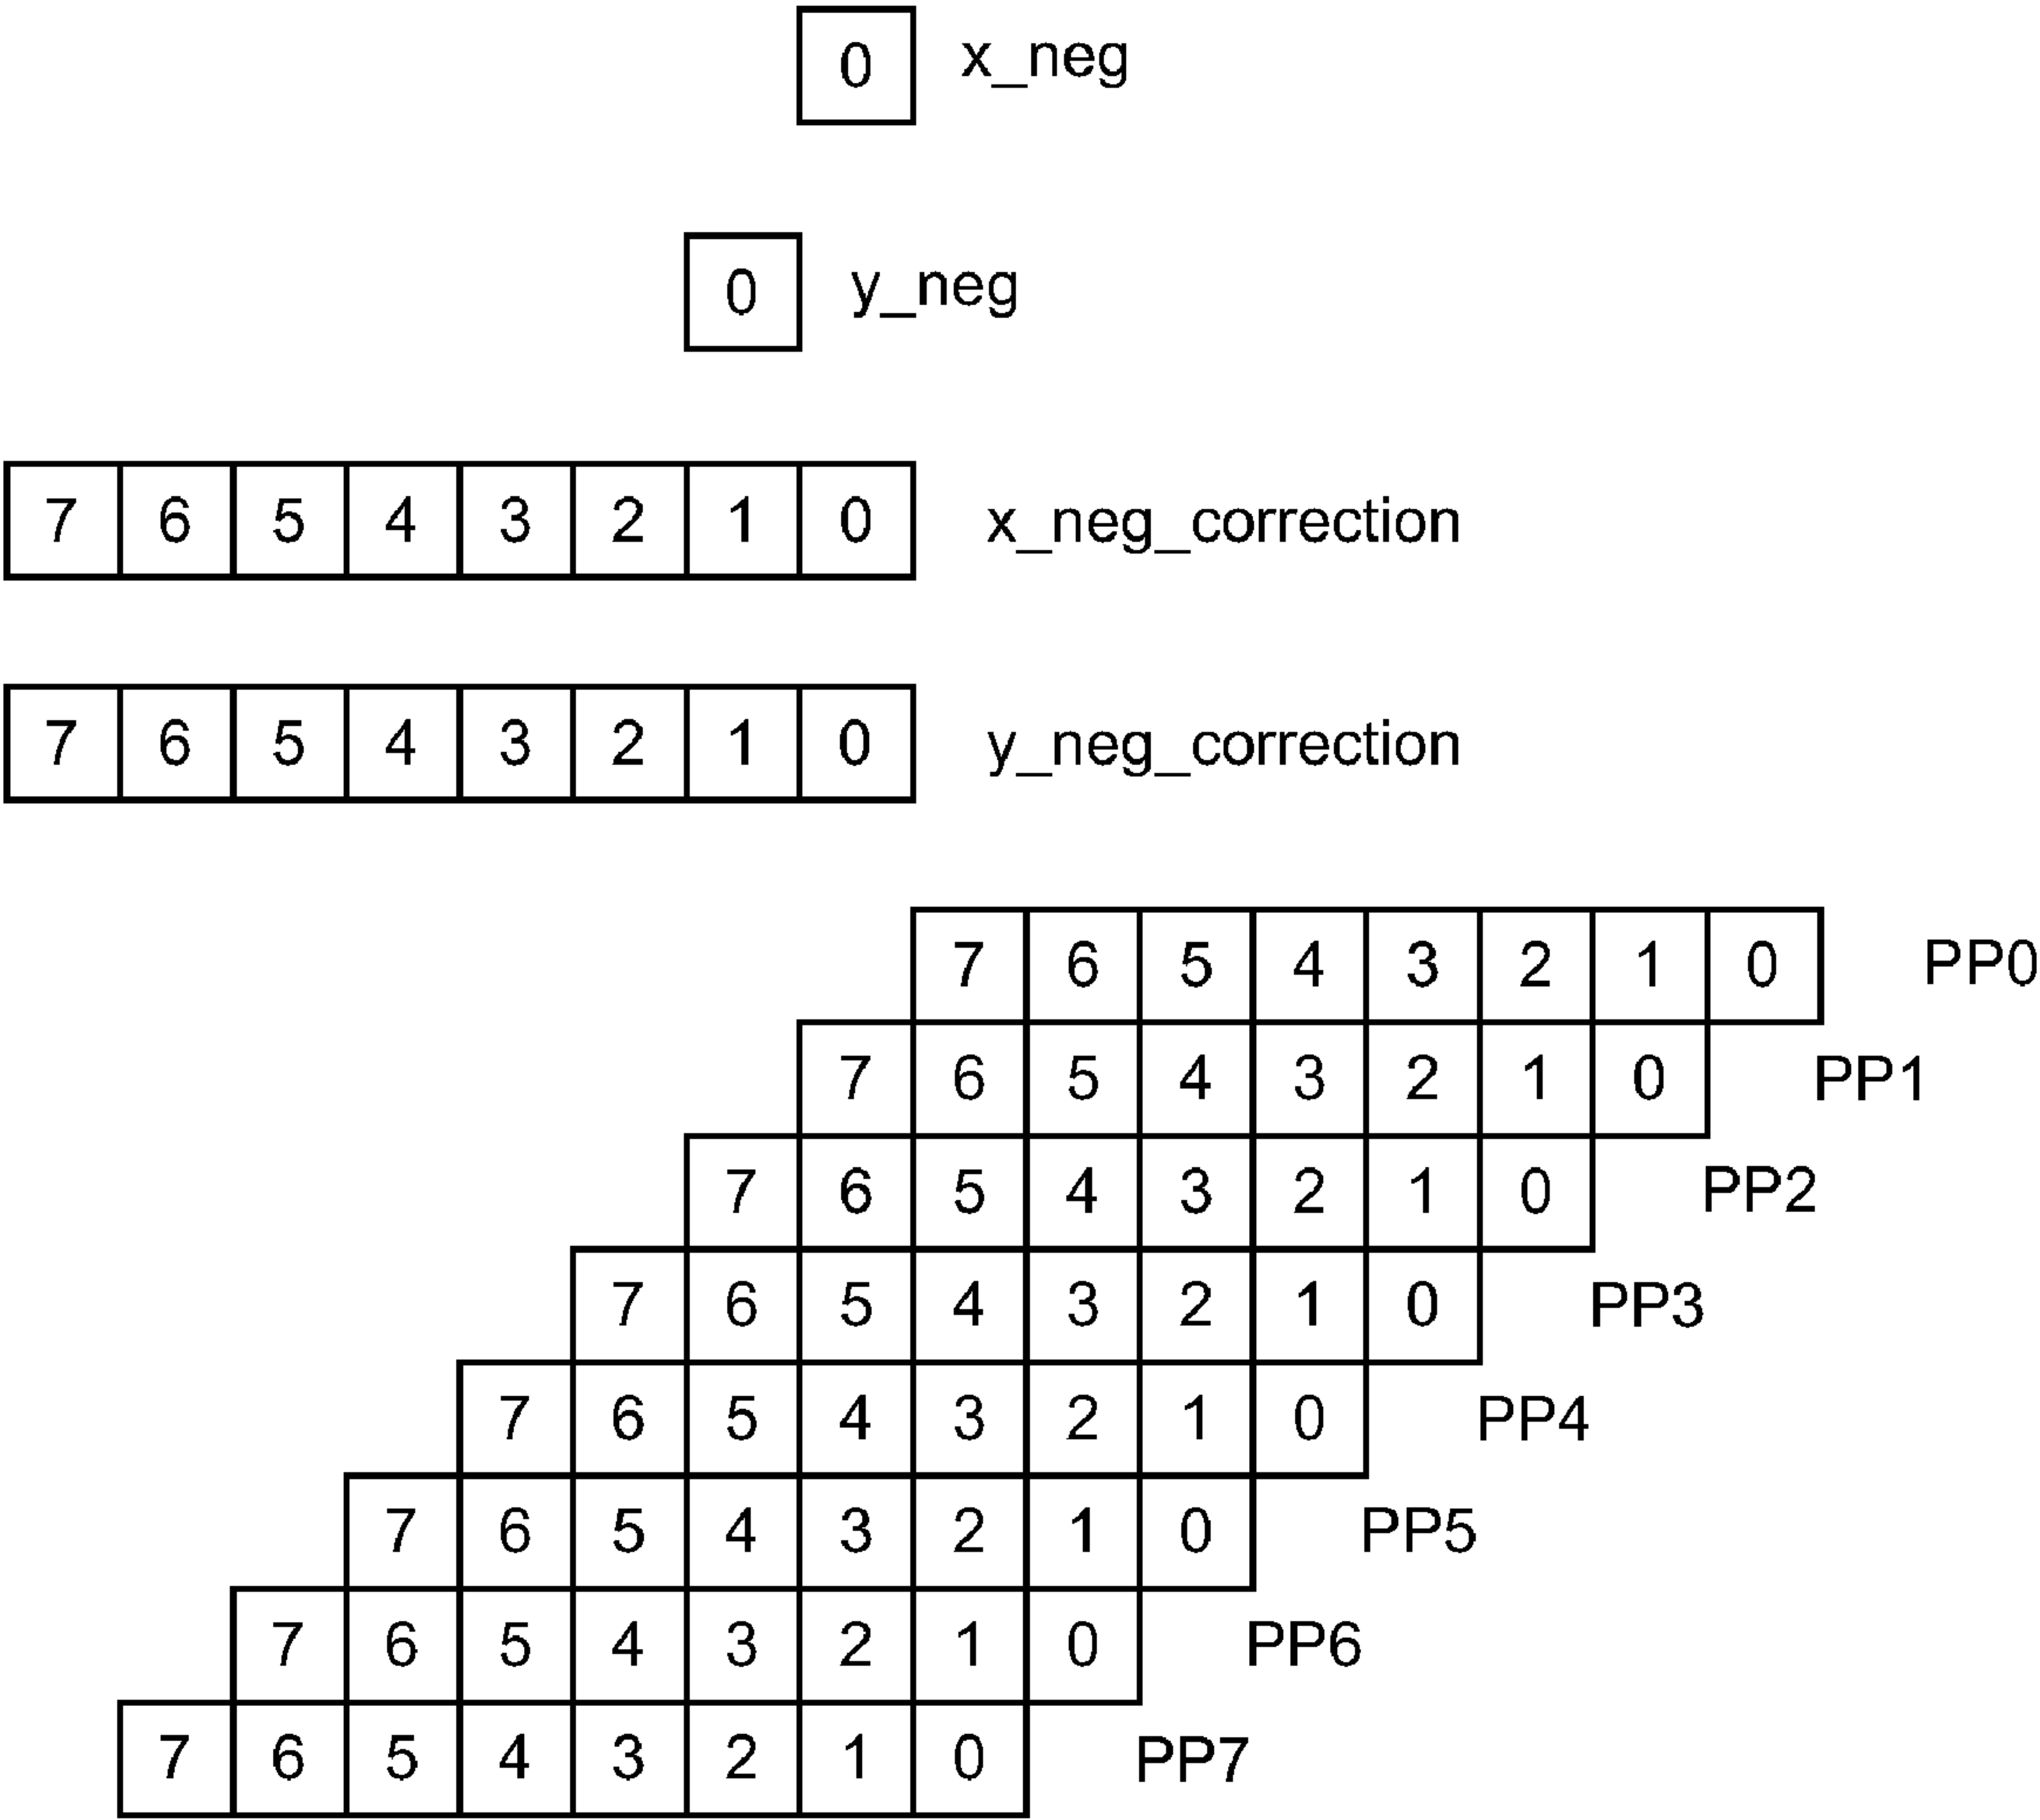 0 x_neg
0 y_neg
7 6 5 4 3 2 1 0 x_neg_correction
7 6 5 4 3 2 1 0 y_neg_correction
7 6 5 4 3 2 1 0 PP0
7 6 5 4 3 2 1 0 PP1
7 6 5 4 3 2 1 0 PP2
7 6 5 4 3 2 1 0 PP3
7 6 5 4 3 2 1 0 PP4
7 6 5 4 3 2 1 0 PP5
7 6 5 4 3 2 1 0 PP6
7 6 5 4 3 2 1 0 PP7